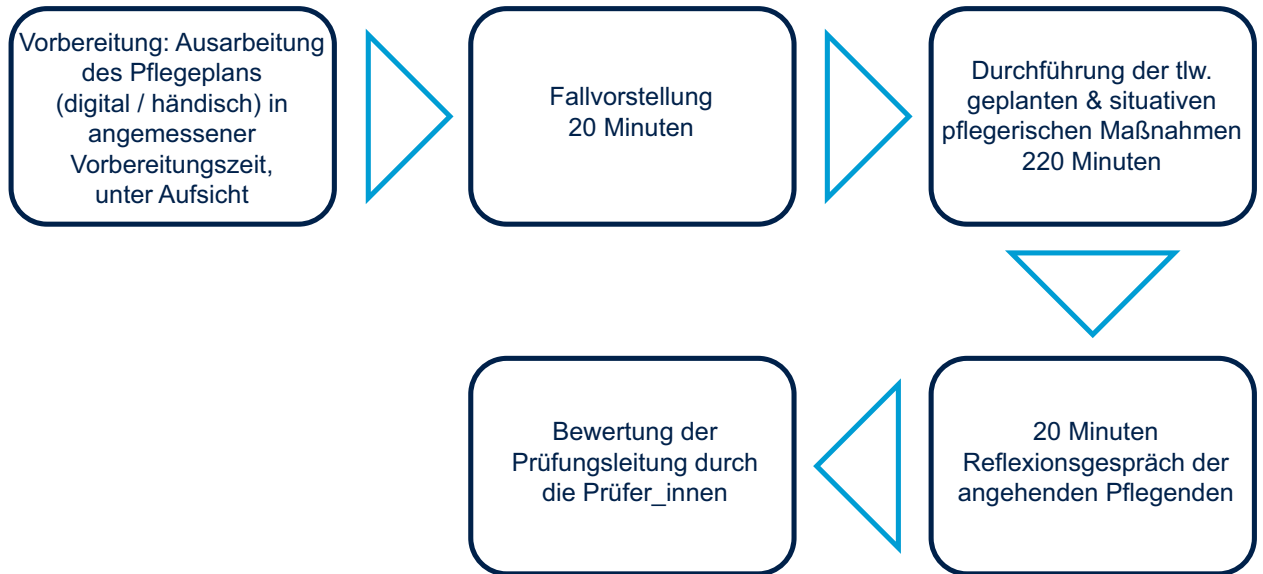 Vorbereitung: Ausarbeitung
des Pflegeplans
(digital / händisch) in
angemessener
Vorbereitungszeit,
unter Aufsicht
Fallvorstellung
20 Minuten
Durchführung der tlw.
geplanten & situativen
pflegerischen Maßnahmen
220 Minuten
20 Minuten
Reflexionsgespräch der
angehenden Pflegenden
Bewertung der
Prüfungsleitung durch
die Prüfer_innen